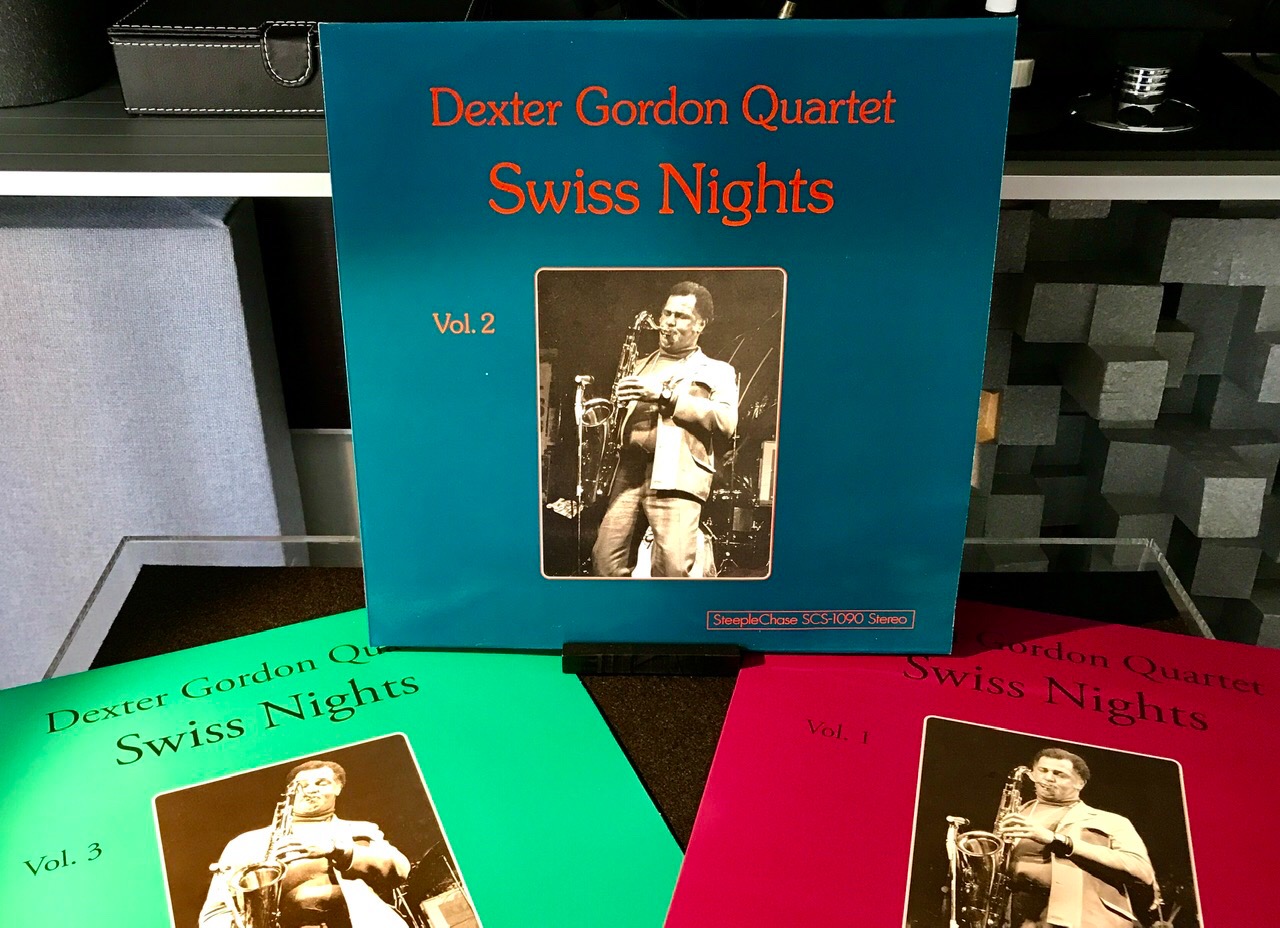 Dexter Gordon Quartet
Swiss Nights
Vol. 2
SteepleChase SCS-1090 Stereo
Dexter Gordon Qu
Swiss Nights
Vol. 3
Gordon Quartet
Swiss Nights
Vol. 1